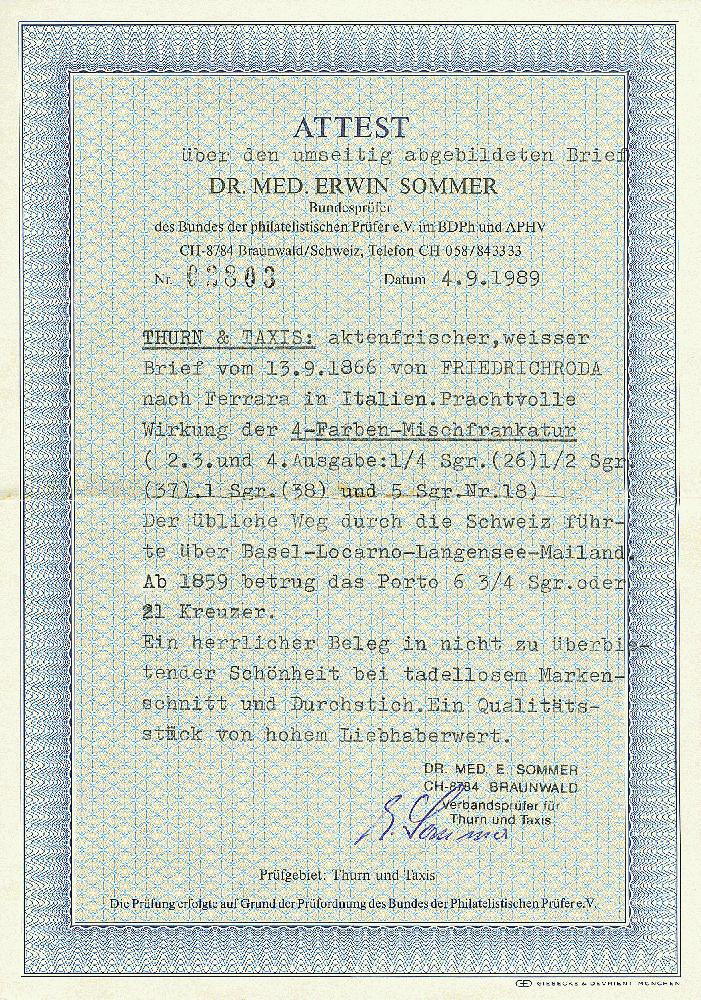 ATTEST
über den umseitig abgebildeten Brief
DR. MED. ERWIN SOMMER
Bundesprüfer
des Bundes der philatelistischen Prüfer e.V. im BDPh und APHV
CH-8784 Braunwald/Schweiz, Telefon CH 058/843333
Nr. 02803 Datum 4.9.1989
THURN & TAXIS: aktenfrischer,weisser
Brief vom 13.9.1866 von FRIEDRICHRODA
nach Ferrara in Italien.Prachtvolle
Wirkung der 4-Farben-Mischfrankatur
( 2.3.und 4.Ausgabe:1/4 Sgr.(26)1/2 Sgr.
(37).1 Sgr.(38) und 5 Sgr.Nr.18)
Der übliche Weg durch die Schweiz führ-
te über Basel-Locarno-Langensee-Mailand.
Ab 1859 betrug das Porto 6 3/4 Sgr.oder
21 Kreuzer.
Ein herrlicher Beleg in nicht zu überbie-
tender Schönheit bei tadellosem Marken-
schnitt und Durchstich.Ein Qualitäts-
stück von hohem Liebhaberwert.
DR. MED. E. SOMMER
CH-8784 BRAUNWALD
Verbandsprüfer für
Thurn und Taxis
E. Sommer
Prüfgebiet: Thurn und Taxis
Die Prüfung erfolgte auf Grund der Prüfordnung des Bundes der Philatelistischen Prüfer e.V.
GIESECKE & DEVRIENT MÜNCHEN